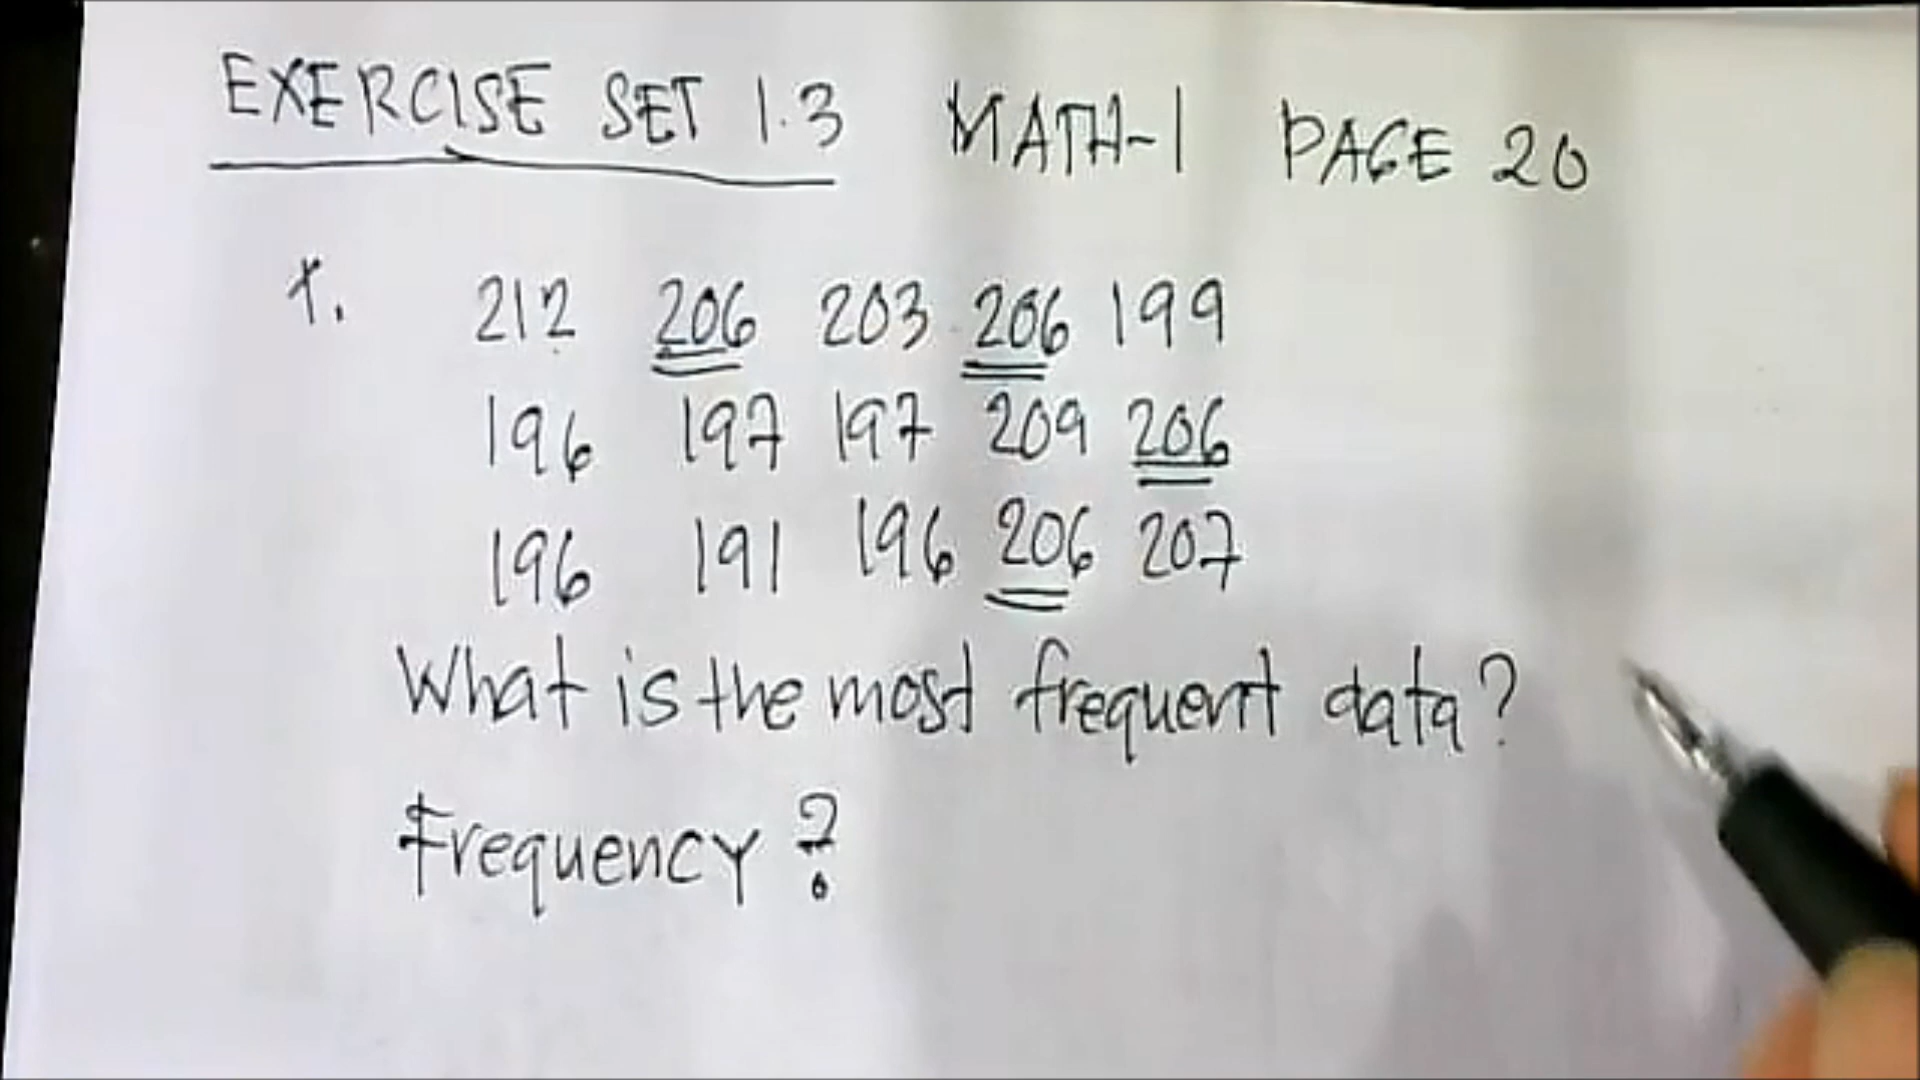 EXERCISE SET 1.3 MATH-1 PAGE 20
1. 212 206 203 206 199
196 197 197 209 206
196 191 196 206 207
What is the most frequent data?
Frequency?